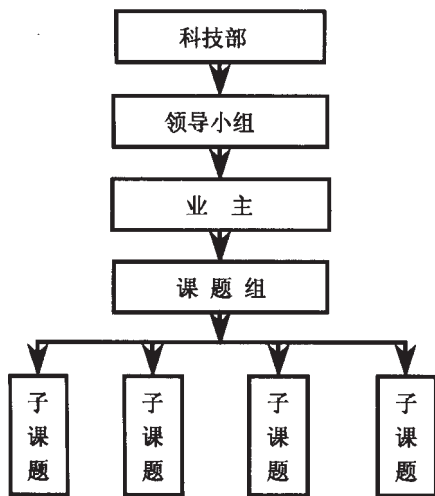 科技部
领导小组
业 主
课 题 组
子课题
子课题
子课题
子课题